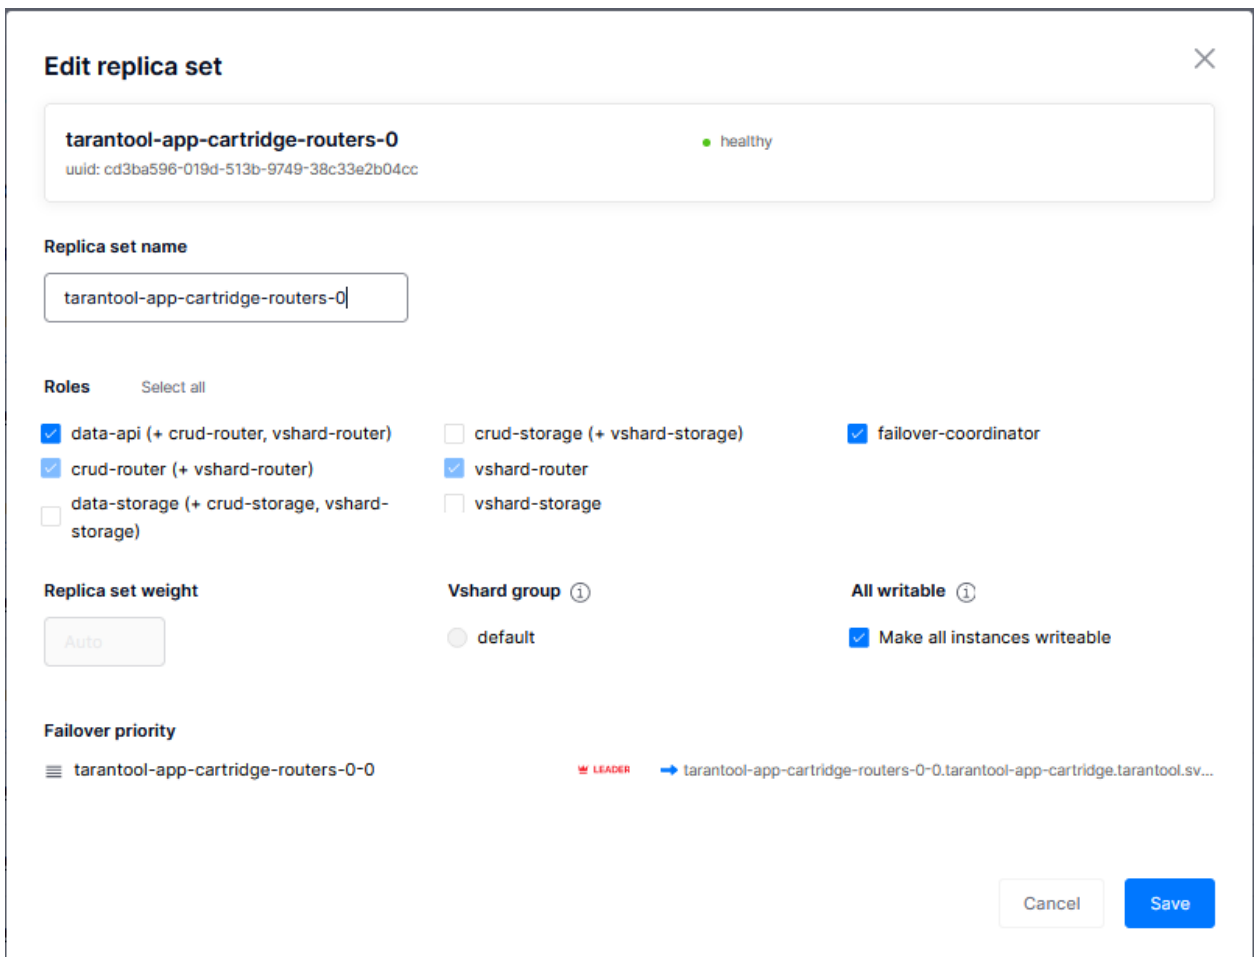 Edit replica set
tarantool-app-cartridge-routers-0
healthy
uuid: cd3ba596-019d-513b-9749-38c33e2b04cc
Replica set name
tarantool-app-cartridge-routers-0
Roles Select all
data-api (+ crud-router, vshard-router) crud-storage (+ vshard-storage) failover-coordinator
crud-router (+ vshard-router) vshard-router
data-storage (+ crud-storage, vshard- vshard-storage
storage)
Replica set weight Vshard group All writable
Auto default Make all instances writeable
Failover priority
tarantool-app-cartridge-routers-0-0 LEADER tarantool-app-cartridge-routers-0-0.tarantool-app-cartridge.tarantool.sv...
Cancel Save